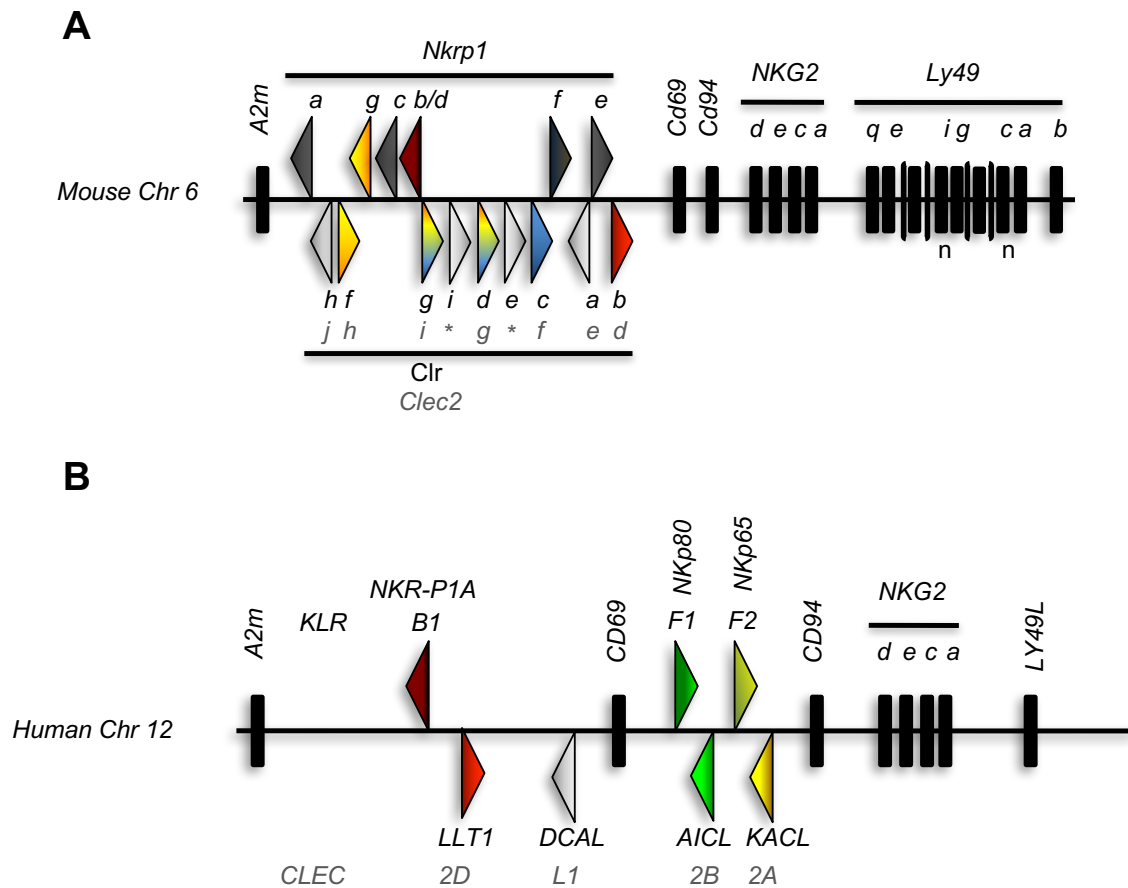 A
Nkrp1
NKG2
Ly49
A2m
a g c b/d f e
Cd69
Cd94
d e c a
q e i g c a b
Mouse Chr 6
n n
h f g i d e c a b
j h i * g * f e d
Clr
Clec2
B
NKp80
NKp65
NKR-P1A
NKG2
A2m
KLR B1
CD69
F1 F2
CD94
d e c a
LY49L
Human Chr 12
LLT1 DCAL AICL KACL
CLEC 2D L1 2B 2A